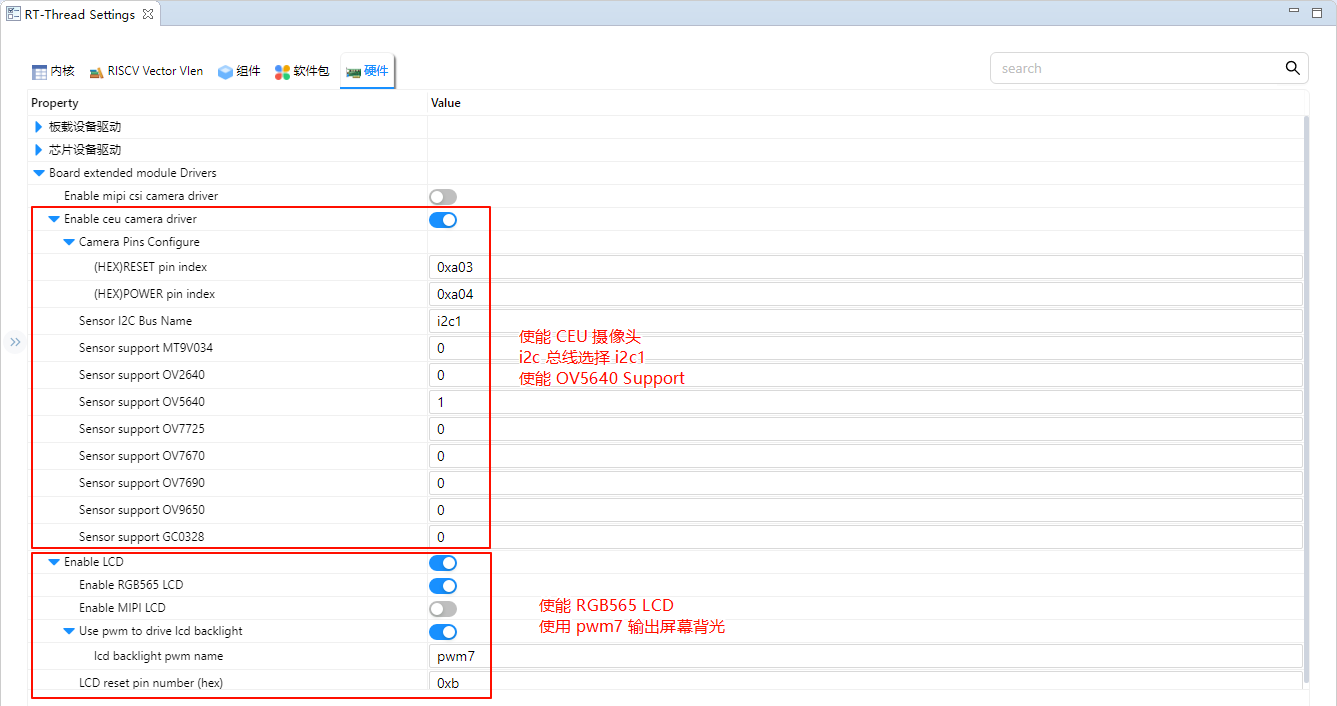 RT-Thread Settings
内核 RISCV Vector Vlen 组件 软件包 硬件 search
Property Value
板载设备驱动
芯片设备驱动
Board extended module Drivers
Enable mipi csi camera driver
Enable ceu camera driver
Camera Pins Configure
(HEX)RESET pin index 0xa03
(HEX)POWER pin index 0xa04
Sensor I2C Bus Name i2c1
使能 CEU 摄像头
Sensor support MT9V034 0
i2c 总线选择 i2c1
Sensor support OV2640 0
使能 OV5640 Support
Sensor support OV5640 1
Sensor support OV7725 0
Sensor support OV7670 0
Sensor support OV7690 0
Sensor support OV9650 0
Sensor support GC0328 0
Enable LCD
Enable RGB565 LCD
Enable MIPI LCD
使能 RGB565 LCD
Use pwm to drive lcd backlight
使用 pwm7 输出屏幕背光
lcd backlight pwm name pwm7
LCD reset pin number (hex) 0xb